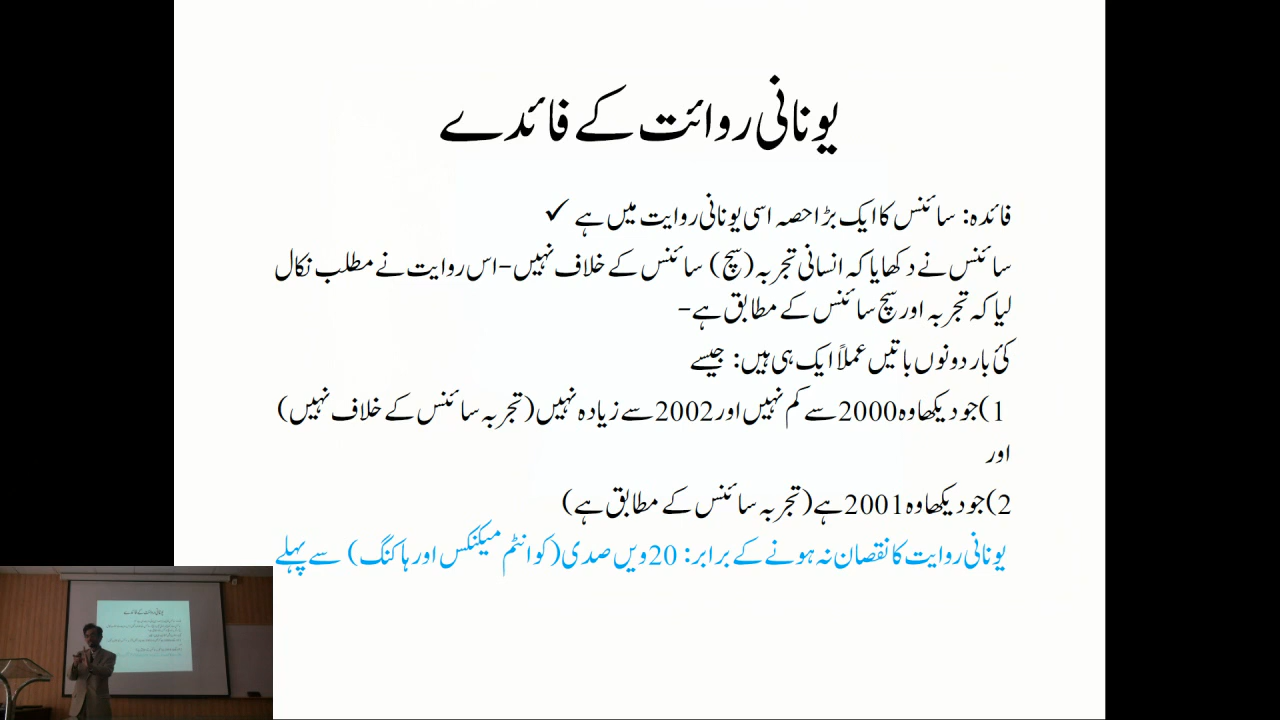 یونانی روائت کے فائدے
فائدہ: سائنس کا ایک بڑا حصہ اسی یونانی روایت میں ہے ✓
سائنس نے دکھایا کہ انسانی تجربہ (سچ) سائنس کے خلاف نہیں-اس روایت نے مطلب نکال
لیا کہ تجربہ اور سچ سائنس کے مطابق ہے-
کئ بار دونوں باتیں عملاً ایک ہی ہیں: جیسے
1)جو دیکھا وہ 2000 سے کم نہیں اور 2002 سے زیادہ نہیں (تجربہ سائنس کے خلاف نہیں)
اور
2)جو دیکھا وہ 2001 ہے (تجربہ سائنس کے مطابق ہے)
یونانی روایت کا نقصان نہ ہونے کے برابر: 20ویں صدی (کوانٹم میکنکس اور ہاکنگ) سے پہلے